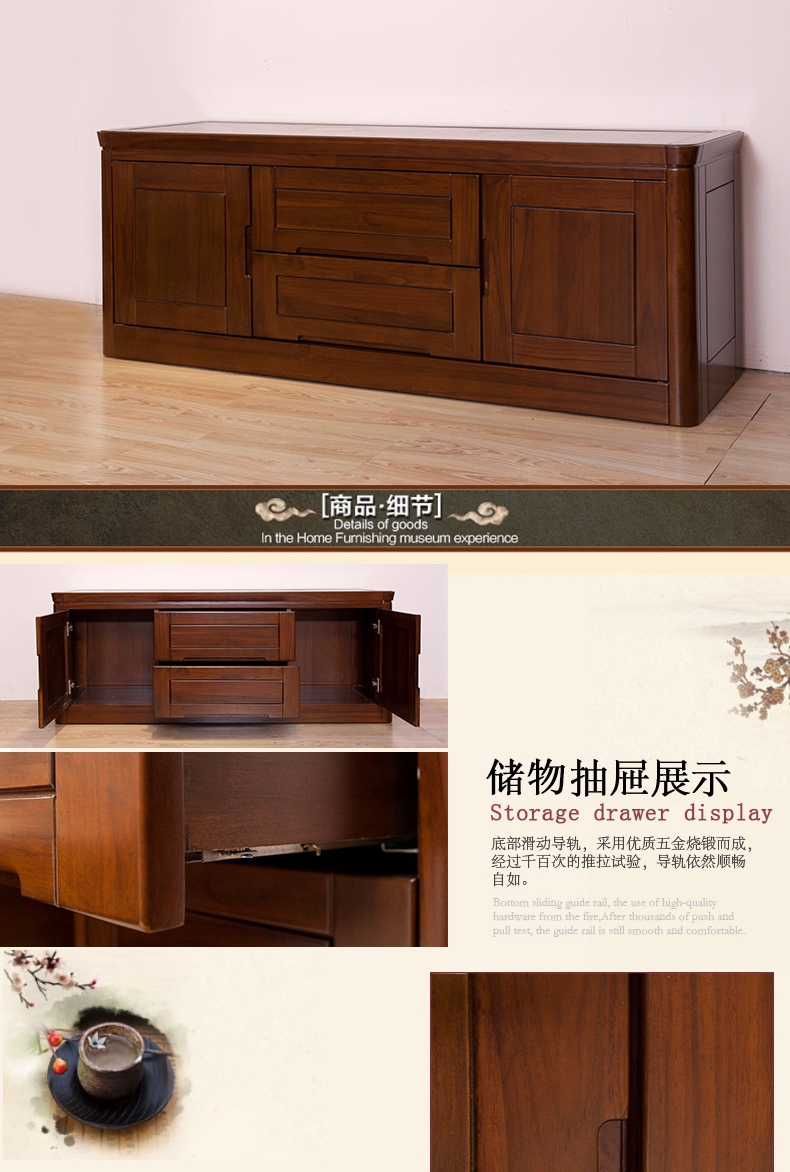 [商品·细节]
Details of goods
In the Home Furnishing museum experience
储物抽屉展示
Storage drawer display
底部滑动导轨，采用优质五金烧锻而成，
经过千百次的推拉试验，导轨依然顺畅
自如。
Bottom sliding guide rail, the use of high-quality
hardware from the fire,After thousands of push and
pull test, the guide rail is still smooth and comfortable.